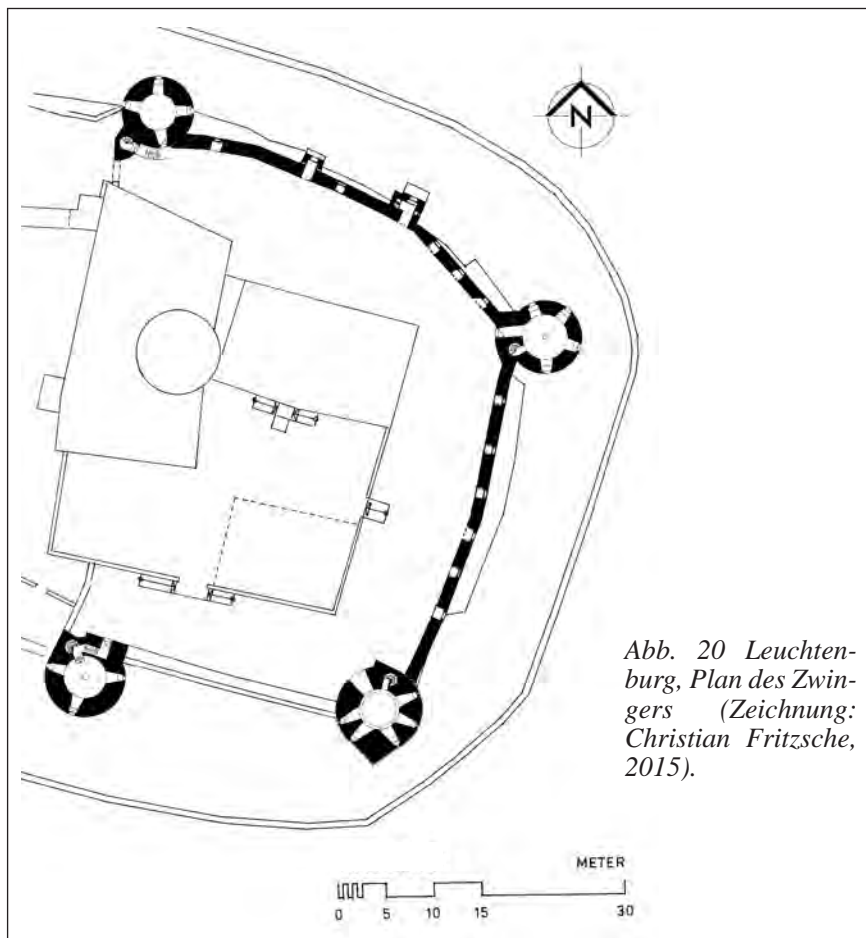 N
Abb. 20 Leuchten-
burg, Plan des Zwin-
gers (Zeichnung:
Christian Fritzsche,
2015).
METER
0 5 10 15 30